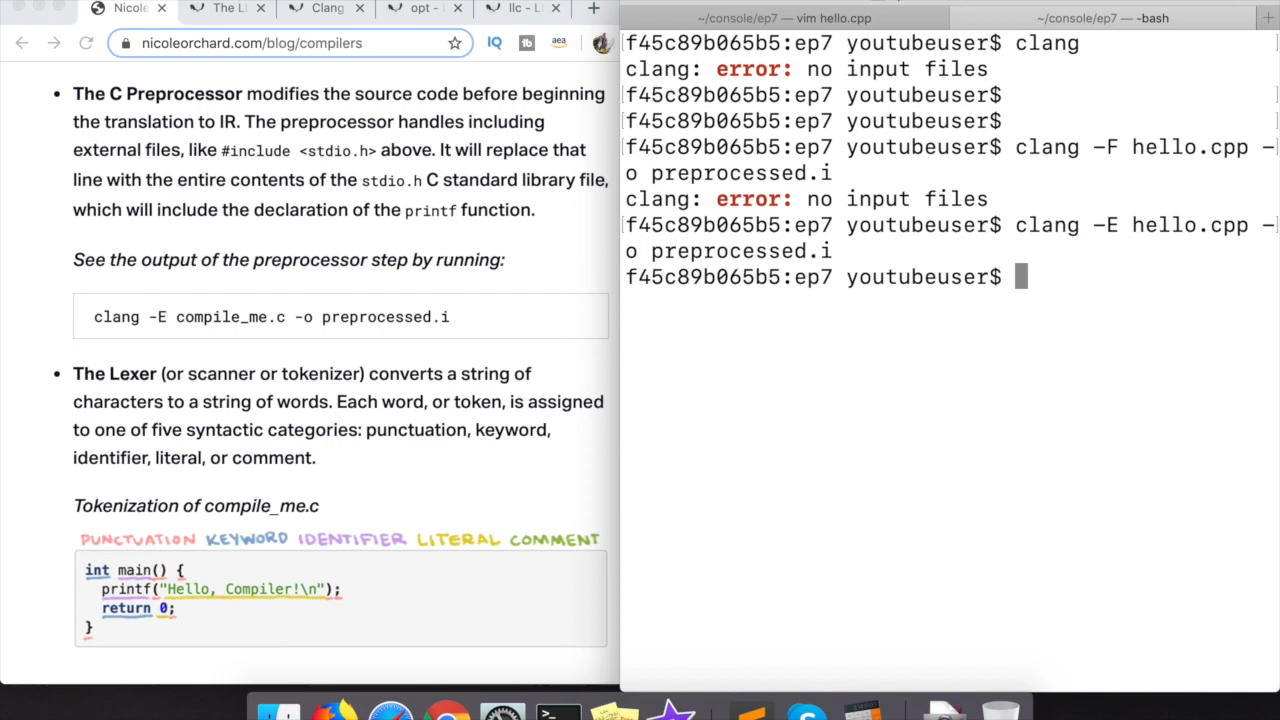 Nicole
The L
Clang
opt -
llc - L
nicoleorchard.com/blog/compilers
IQ
tb
aea
• The C Preprocessor modifies the source code before beginning
the translation to IR. The preprocessor handles including
external files, like #include <stdio.h> above. It will replace that
line with the entire contents of the stdio.h C standard library file,
which will include the declaration of the printf function.
See the output of the preprocessor step by running:
clang -E compile_me.c -o preprocessed.i
• The Lexer (or scanner or tokenizer) converts a string of
characters to a string of words. Each word, or token, is assigned
to one of five syntactic categories: punctuation, keyword,
identifier, literal, or comment.
Tokenization of compile_me.c
PUNCTUATION KEYWORD IDENTIFIER LITERAL COMMENT
int main() {
printf("Hello, Compiler!\n");
return 0;
}
~/console/ep7 — vim hello.cpp
~/console/ep7 — -bash
f45c89b065b5:ep7 youtubeuser$ clang
clang: error: no input files
f45c89b065b5:ep7 youtubeuser$
f45c89b065b5:ep7 youtubeuser$
f45c89b065b5:ep7 youtubeuser$ clang -F hello.cpp -
o preprocessed.i
clang: error: no input files
f45c89b065b5:ep7 youtubeuser$ clang -E hello.cpp -
o preprocessed.i
f45c89b065b5:ep7 youtubeuser$